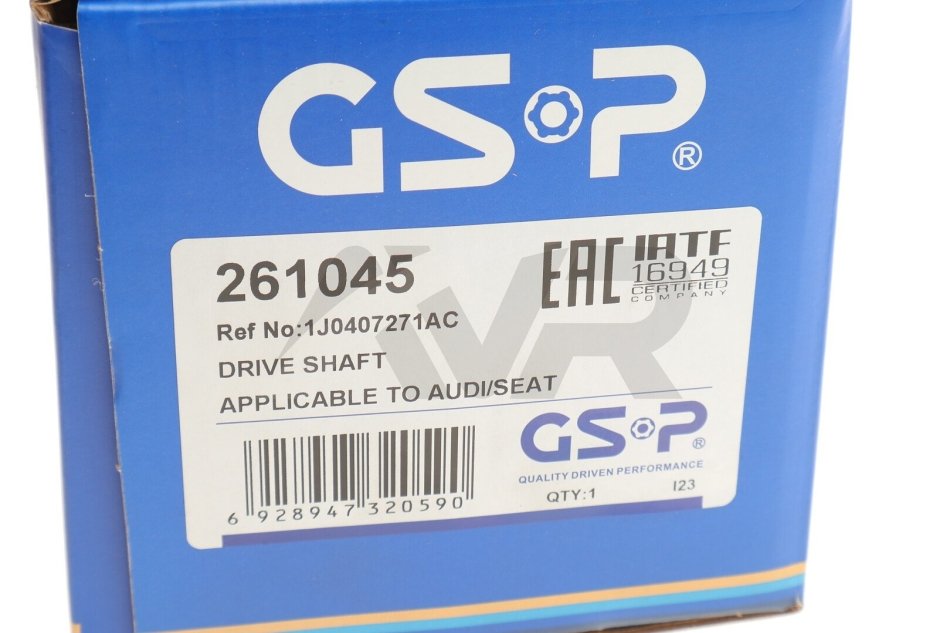 GSP®
261045
Ref No:1J0407271AC
DRIVE SHAFT
APPLICABLE TO AUDI/SEAT
EAC
IATF
16949
CERTIFIED
COMPANY
6 928947 320590
GSP®
QUALITY DRIVEN PERFORMANCE
QTY:1 I23
VR